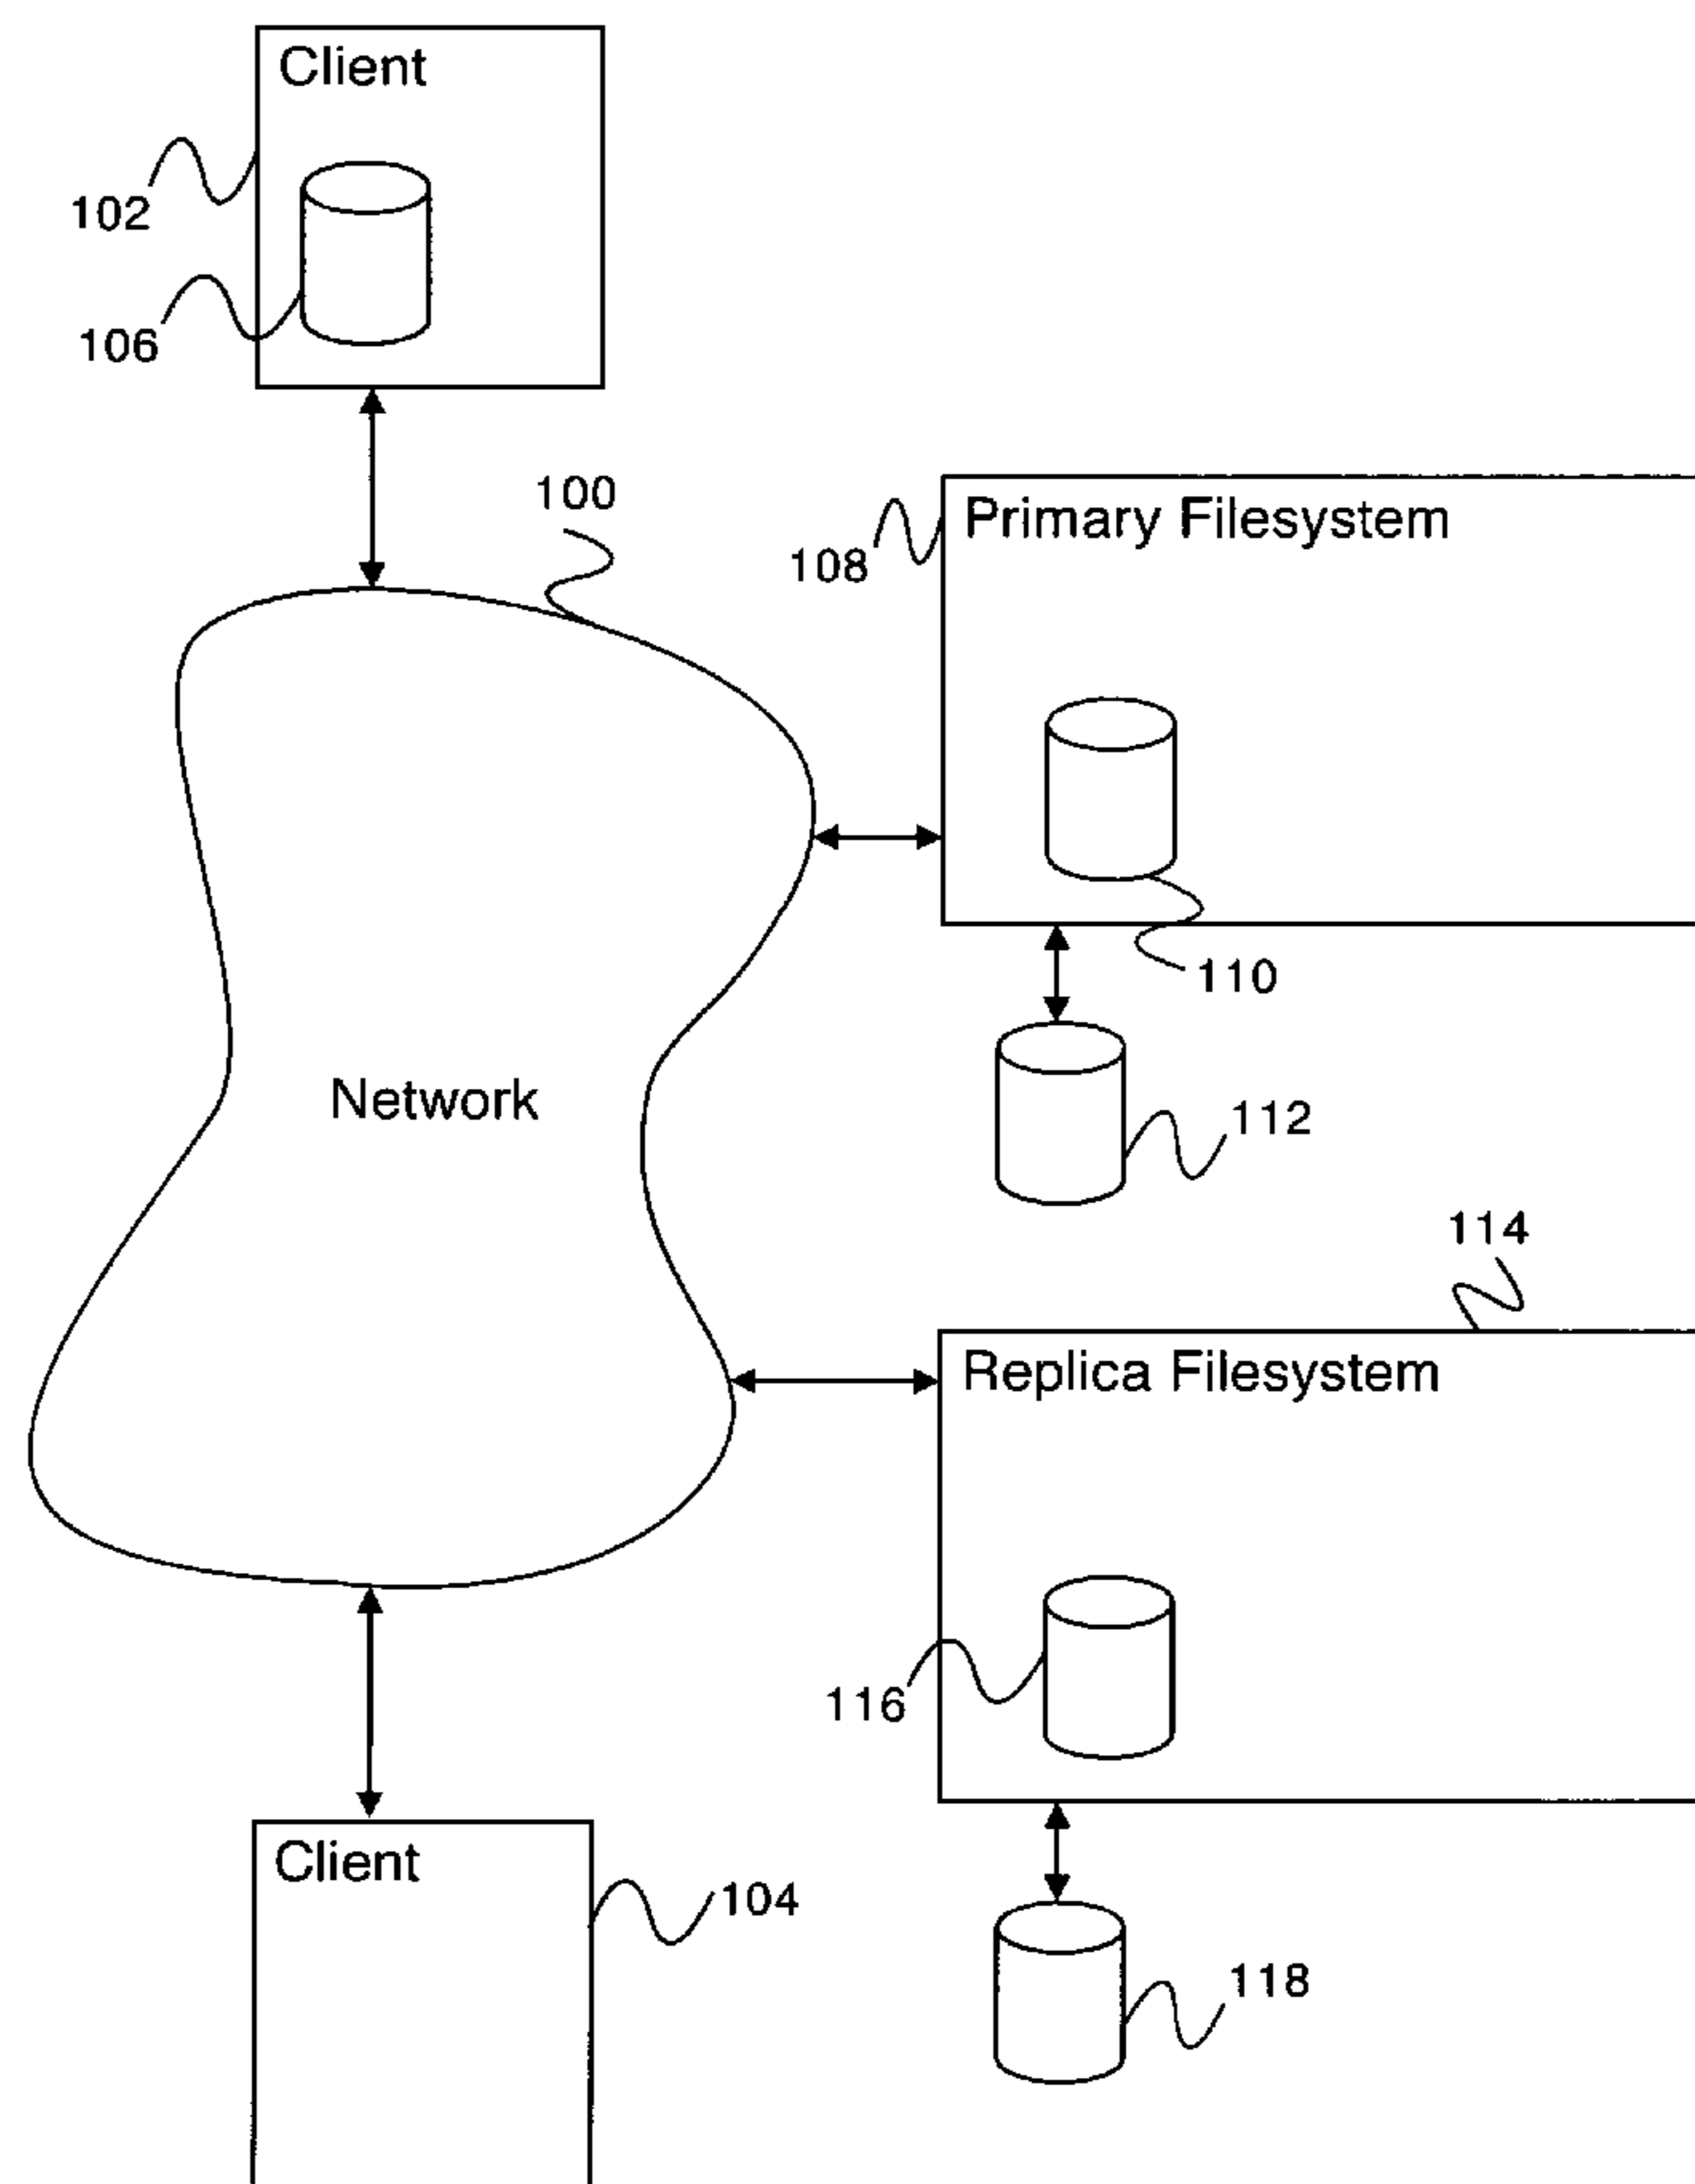 Client
102
106
100
Primary Filesystem
108
110
Network
112
114
Replica Filesystem
116
Client
104
118